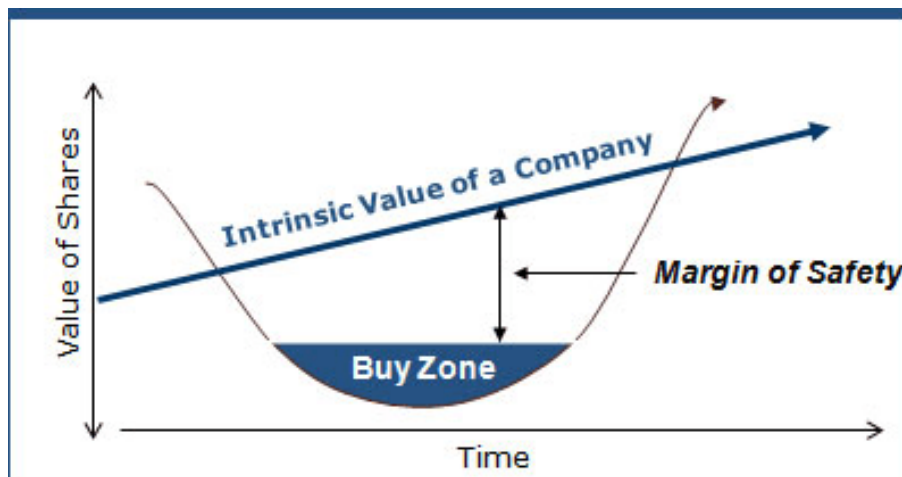 Value of Shares
Intrinsic Value of a Company
Margin of Safety
Buy Zone
Time